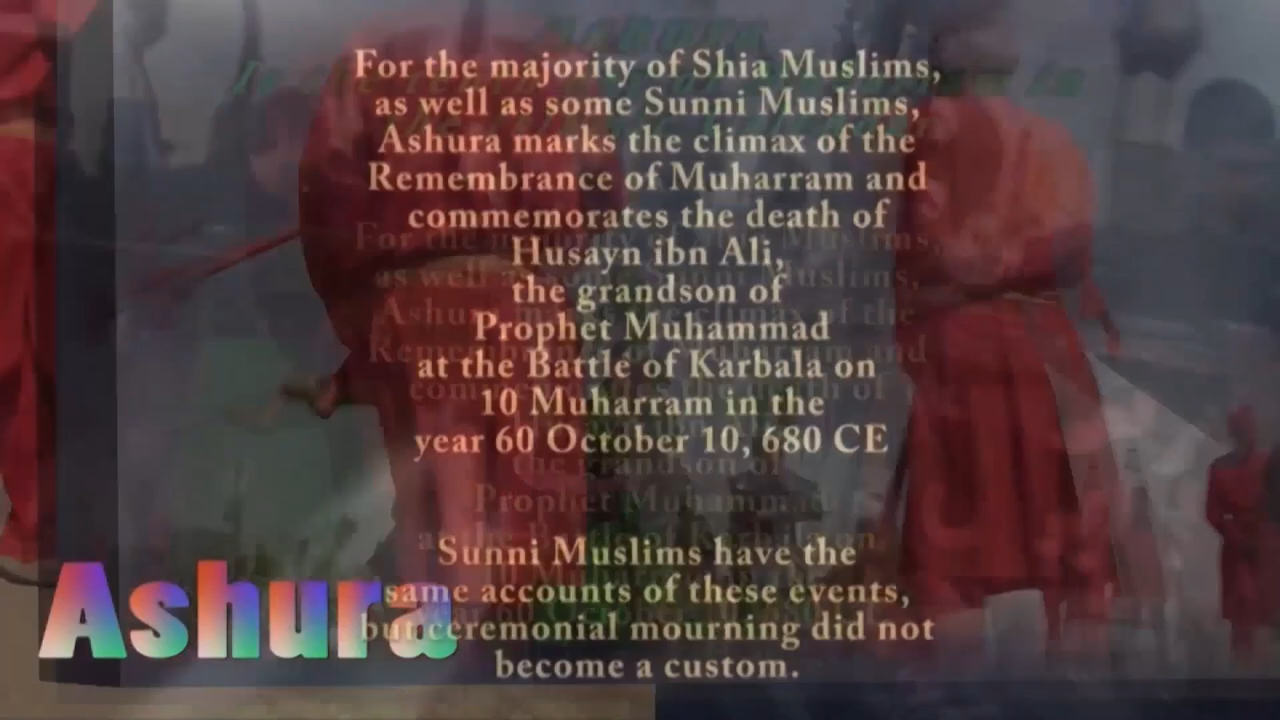 For the majority of Shia Muslims,
as well as some Sunni Muslims,
Ashura marks the climax of the
Remembrance of Muharram and
commemorates the death of
Husayn ibn Ali,
the grandson of
Prophet Muhammad
at the Battle of Karbala on
10 Muharram in the
year 60 October 10, 680 CE
Sunni Muslims have the
same accounts of these events,
but ceremonial mourning did not
become a custom.
Ashura